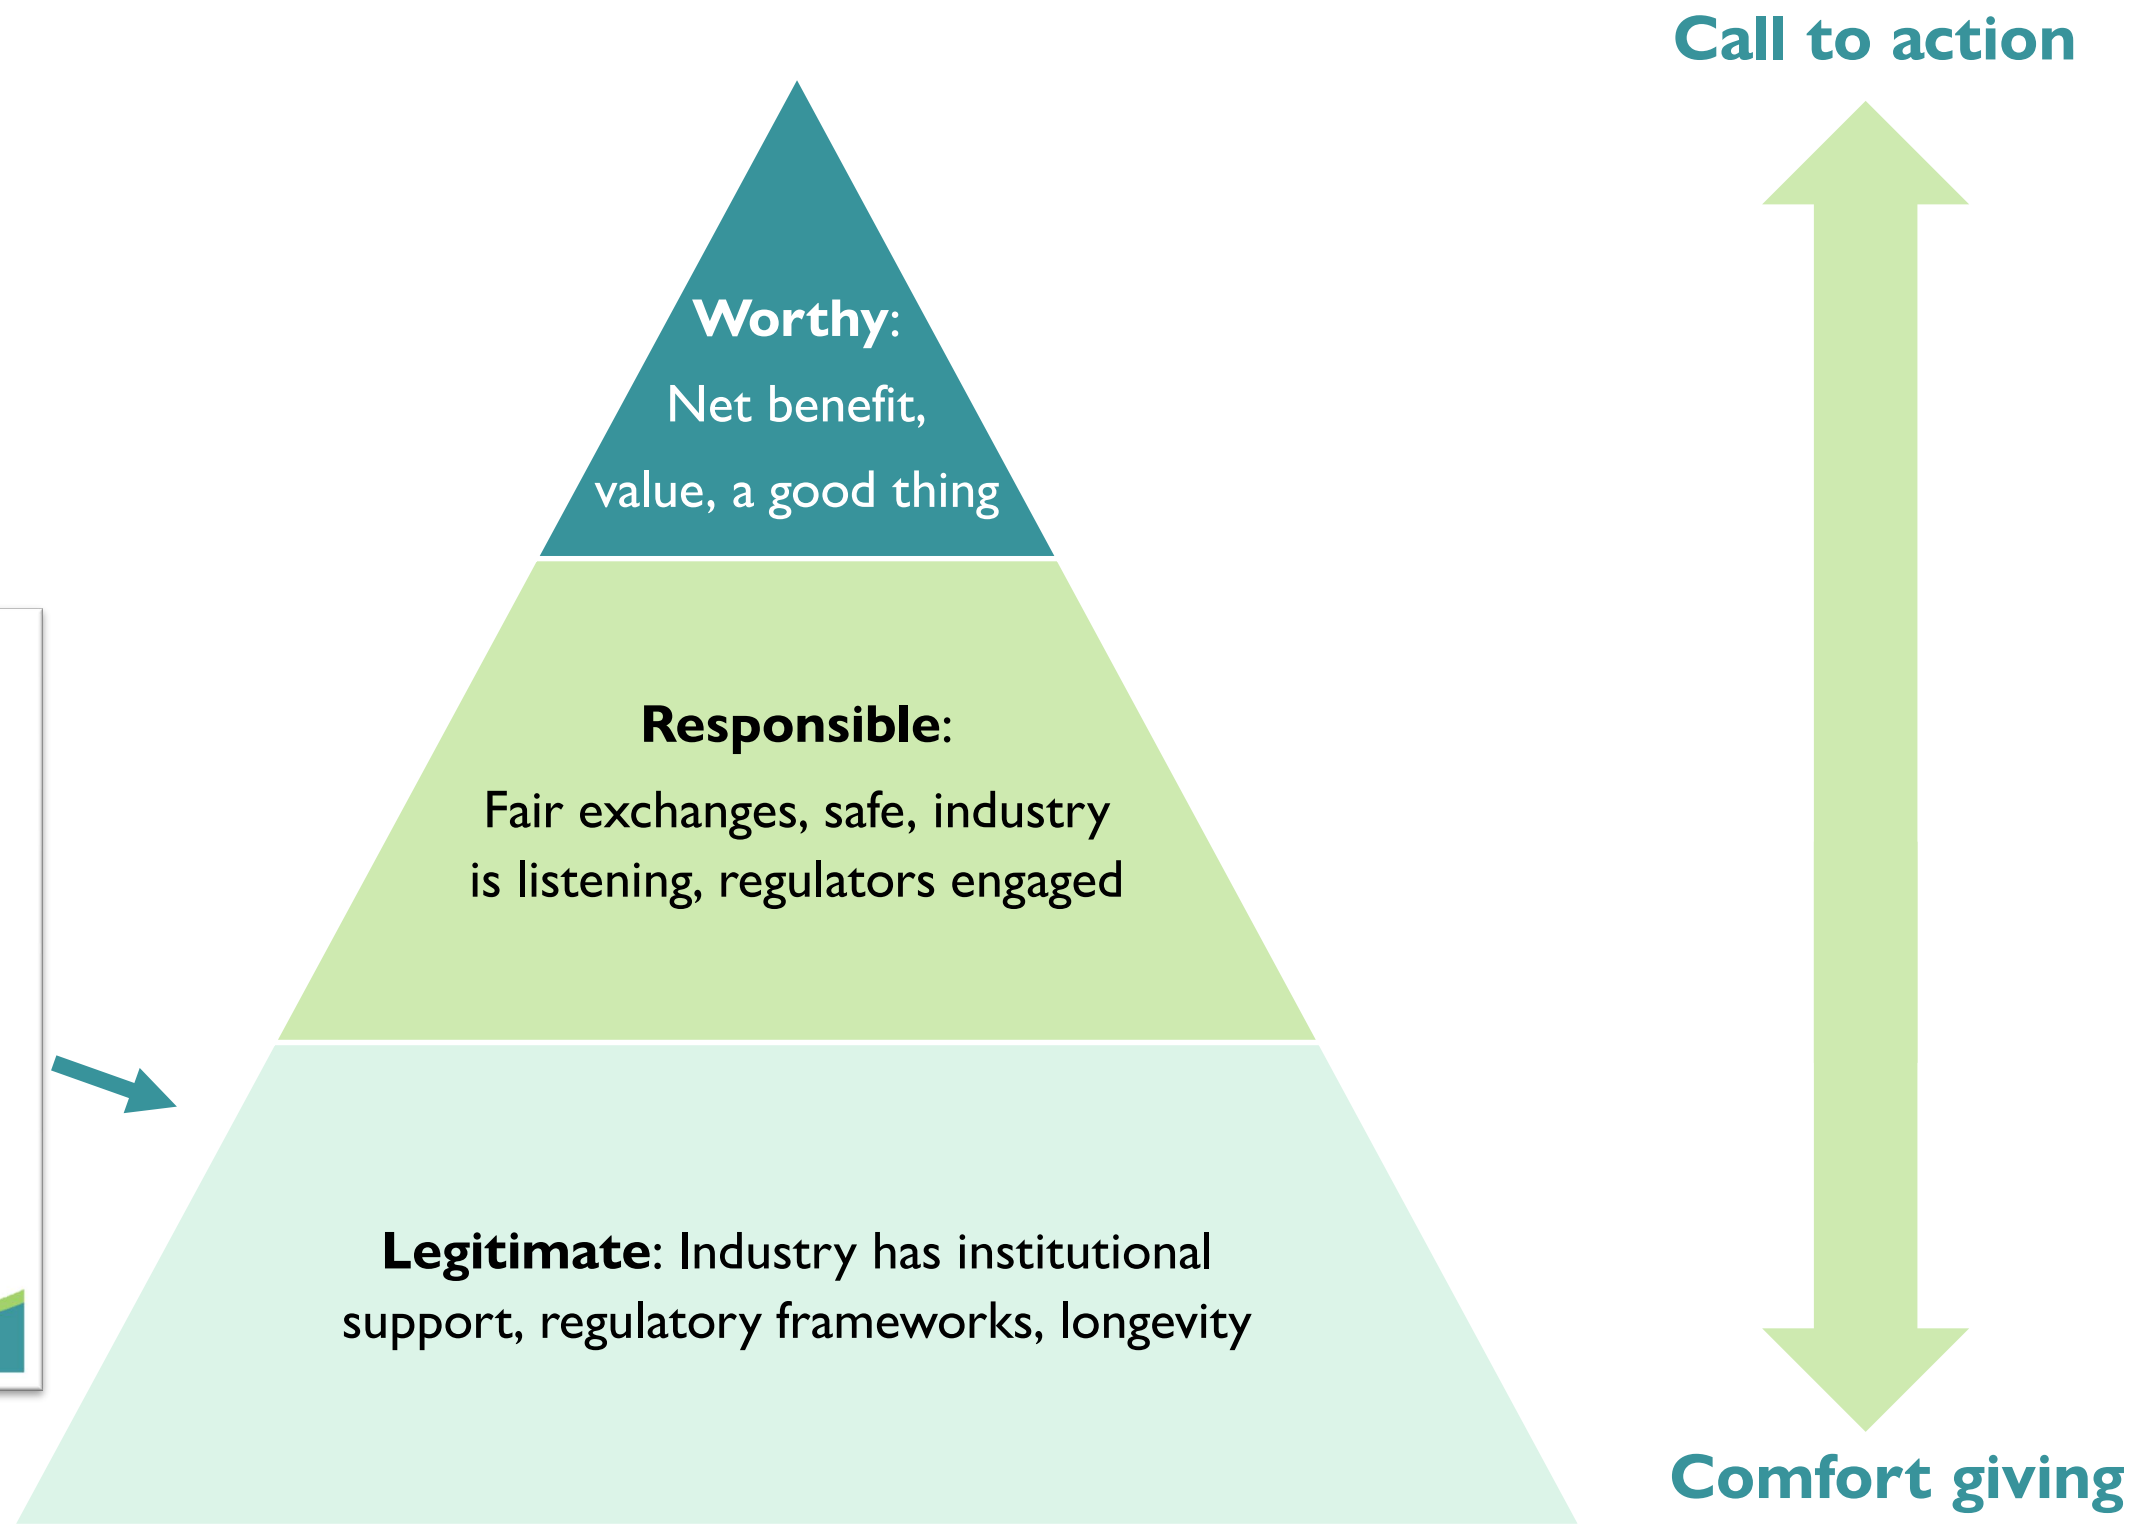 Call to action
Worthy:
Net benefit,
value, a good thing
Responsible:
Fair exchanges, safe, industry
is listening, regulators engaged
Legitimate: Industry has institutional
support, regulatory frameworks, longevity
Comfort giving